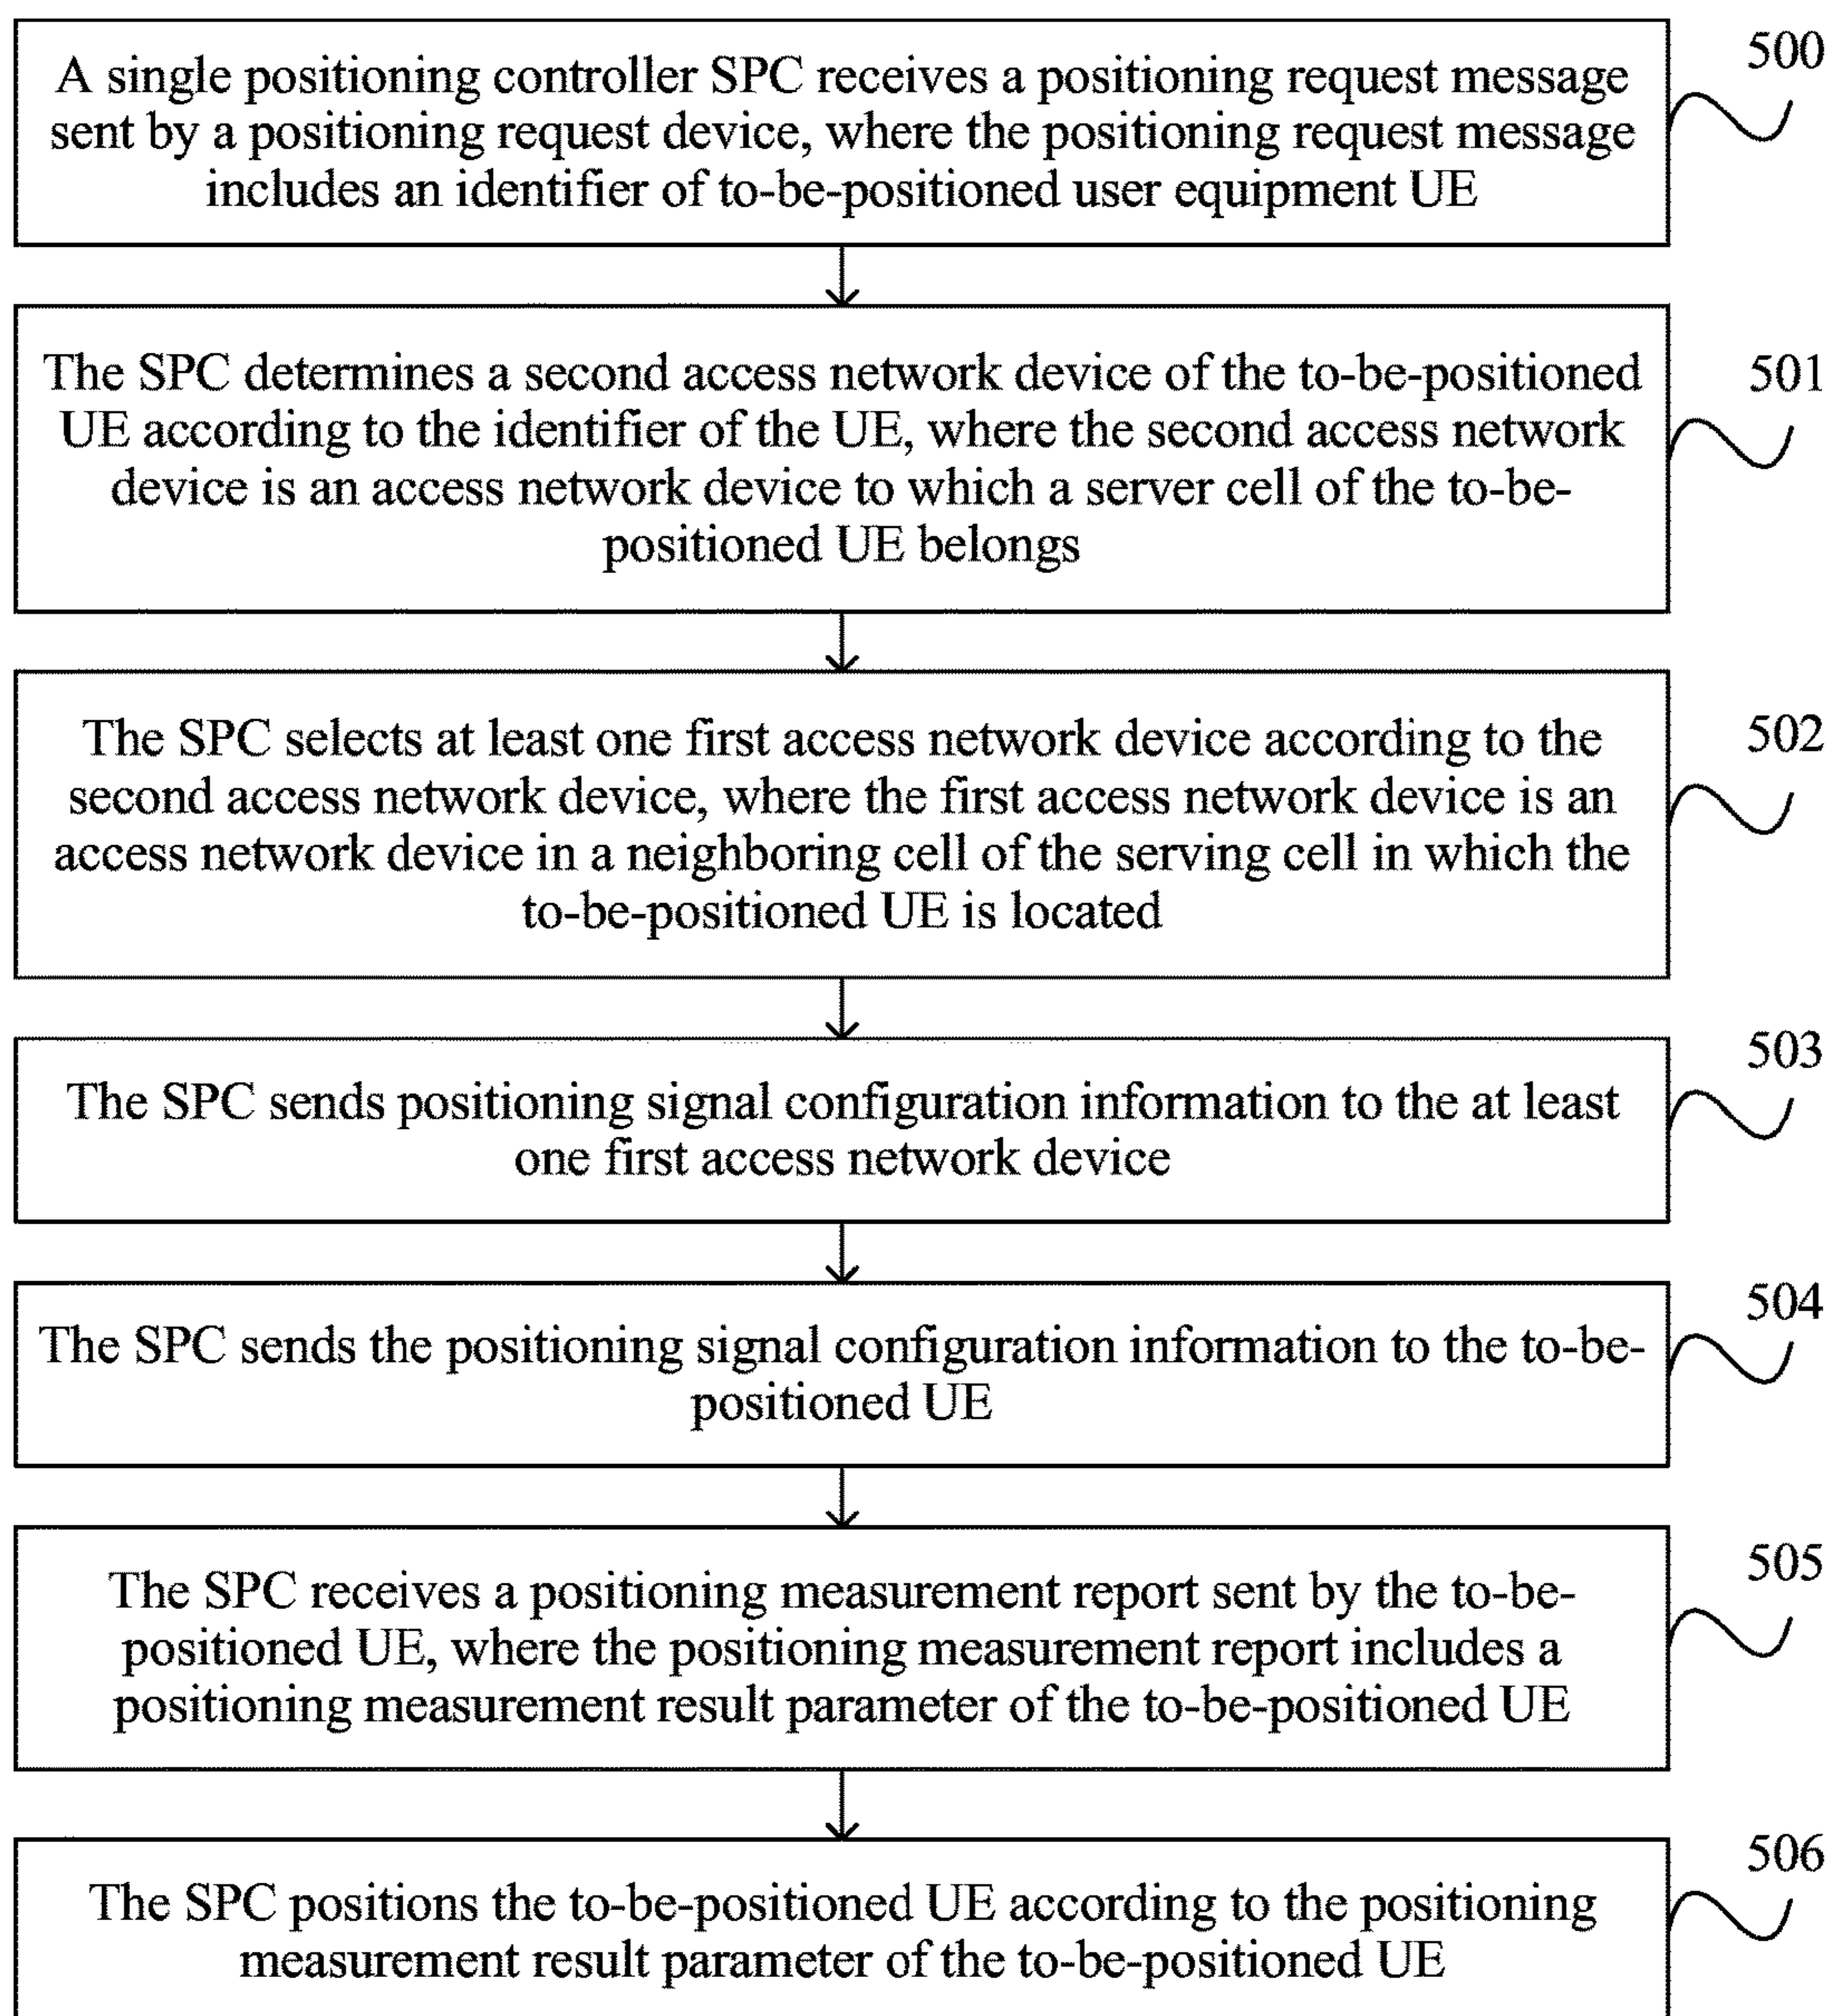 A single positioning controller SPC receives a positioning request message
sent by a positioning request device, where the positioning request message
includes an identifier of to-be-positioned user equipment UE
500
The SPC determines a second access network device of the to-be-positioned
UE according to the identifier of the UE, where the second access network
device is an access network device to which a server cell of the to-be-
positioned UE belongs
501
The SPC selects at least one first access network device according to the
second access network device, where the first access network device is an
access network device in a neighboring cell of the serving cell in which the
to-be-positioned UE is located
502
The SPC sends positioning signal configuration information to the at least
one first access network device
503
The SPC sends the positioning signal configuration information to the to-be-
positioned UE
504
The SPC receives a positioning measurement report sent by the to-be-
positioned UE, where the positioning measurement report includes a
positioning measurement result parameter of the to-be-positioned UE
505
The SPC positions the to-be-positioned UE according to the positioning
measurement result parameter of the to-be-positioned UE
506